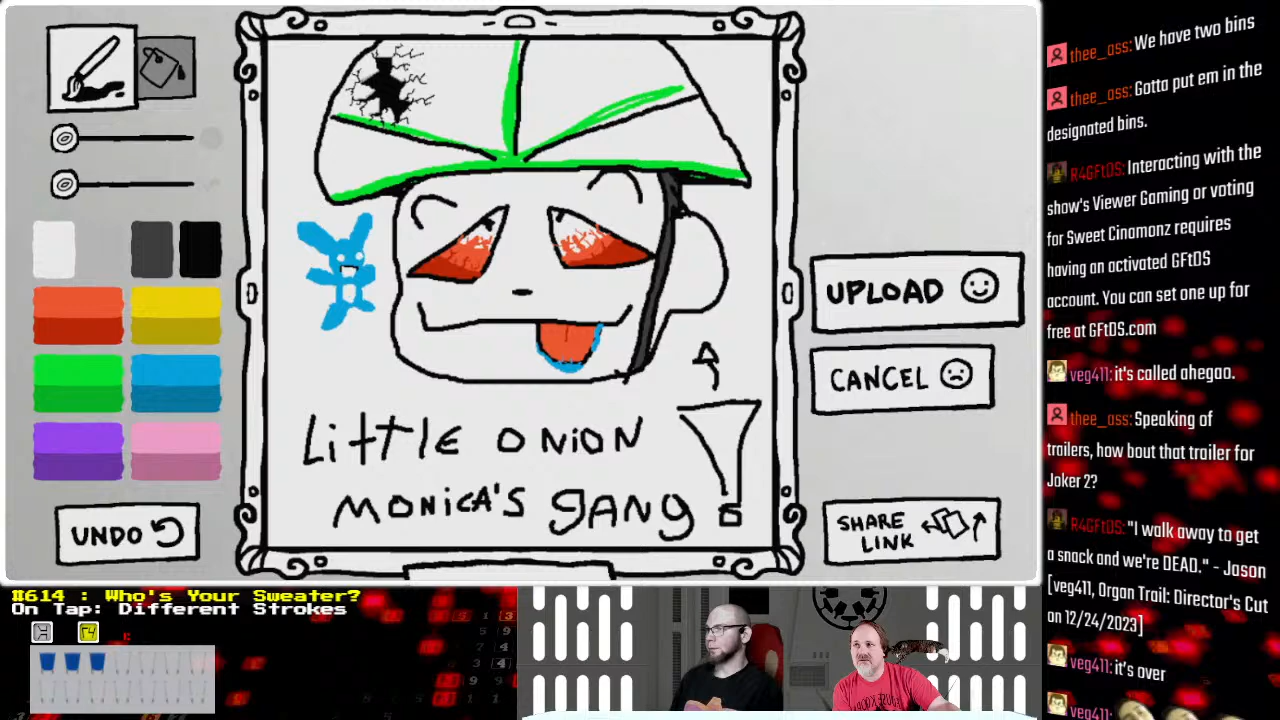 LiTTLE ONiON
MONiCA'S GANG!
UPLOAD
CANCEL
SHARE
LINK
UNDO
#614 : Who's Your Sweater?
On Tap: Different Strokes
thee_ass: We have two bins
thee_ass: Gotta put em in the
designated bins.
R4GFtDS: Interacting with the
show's Viewer Gaming or voting
for Sweet Cinamonz requires
having an activated GFtDS
account. You can set one up for
free at GFtDS.com
veg411: it's called ahegao.
thee_ass: Speaking of
trailers, how bout that trailer for
Joker 2?
R4GFtDS: "I walk away to get
a snack and we're DEAD." - Jason
[veg411, Organ Trail: Director's Cut
on 12/24/2023]
veg411: it's over
veg411: